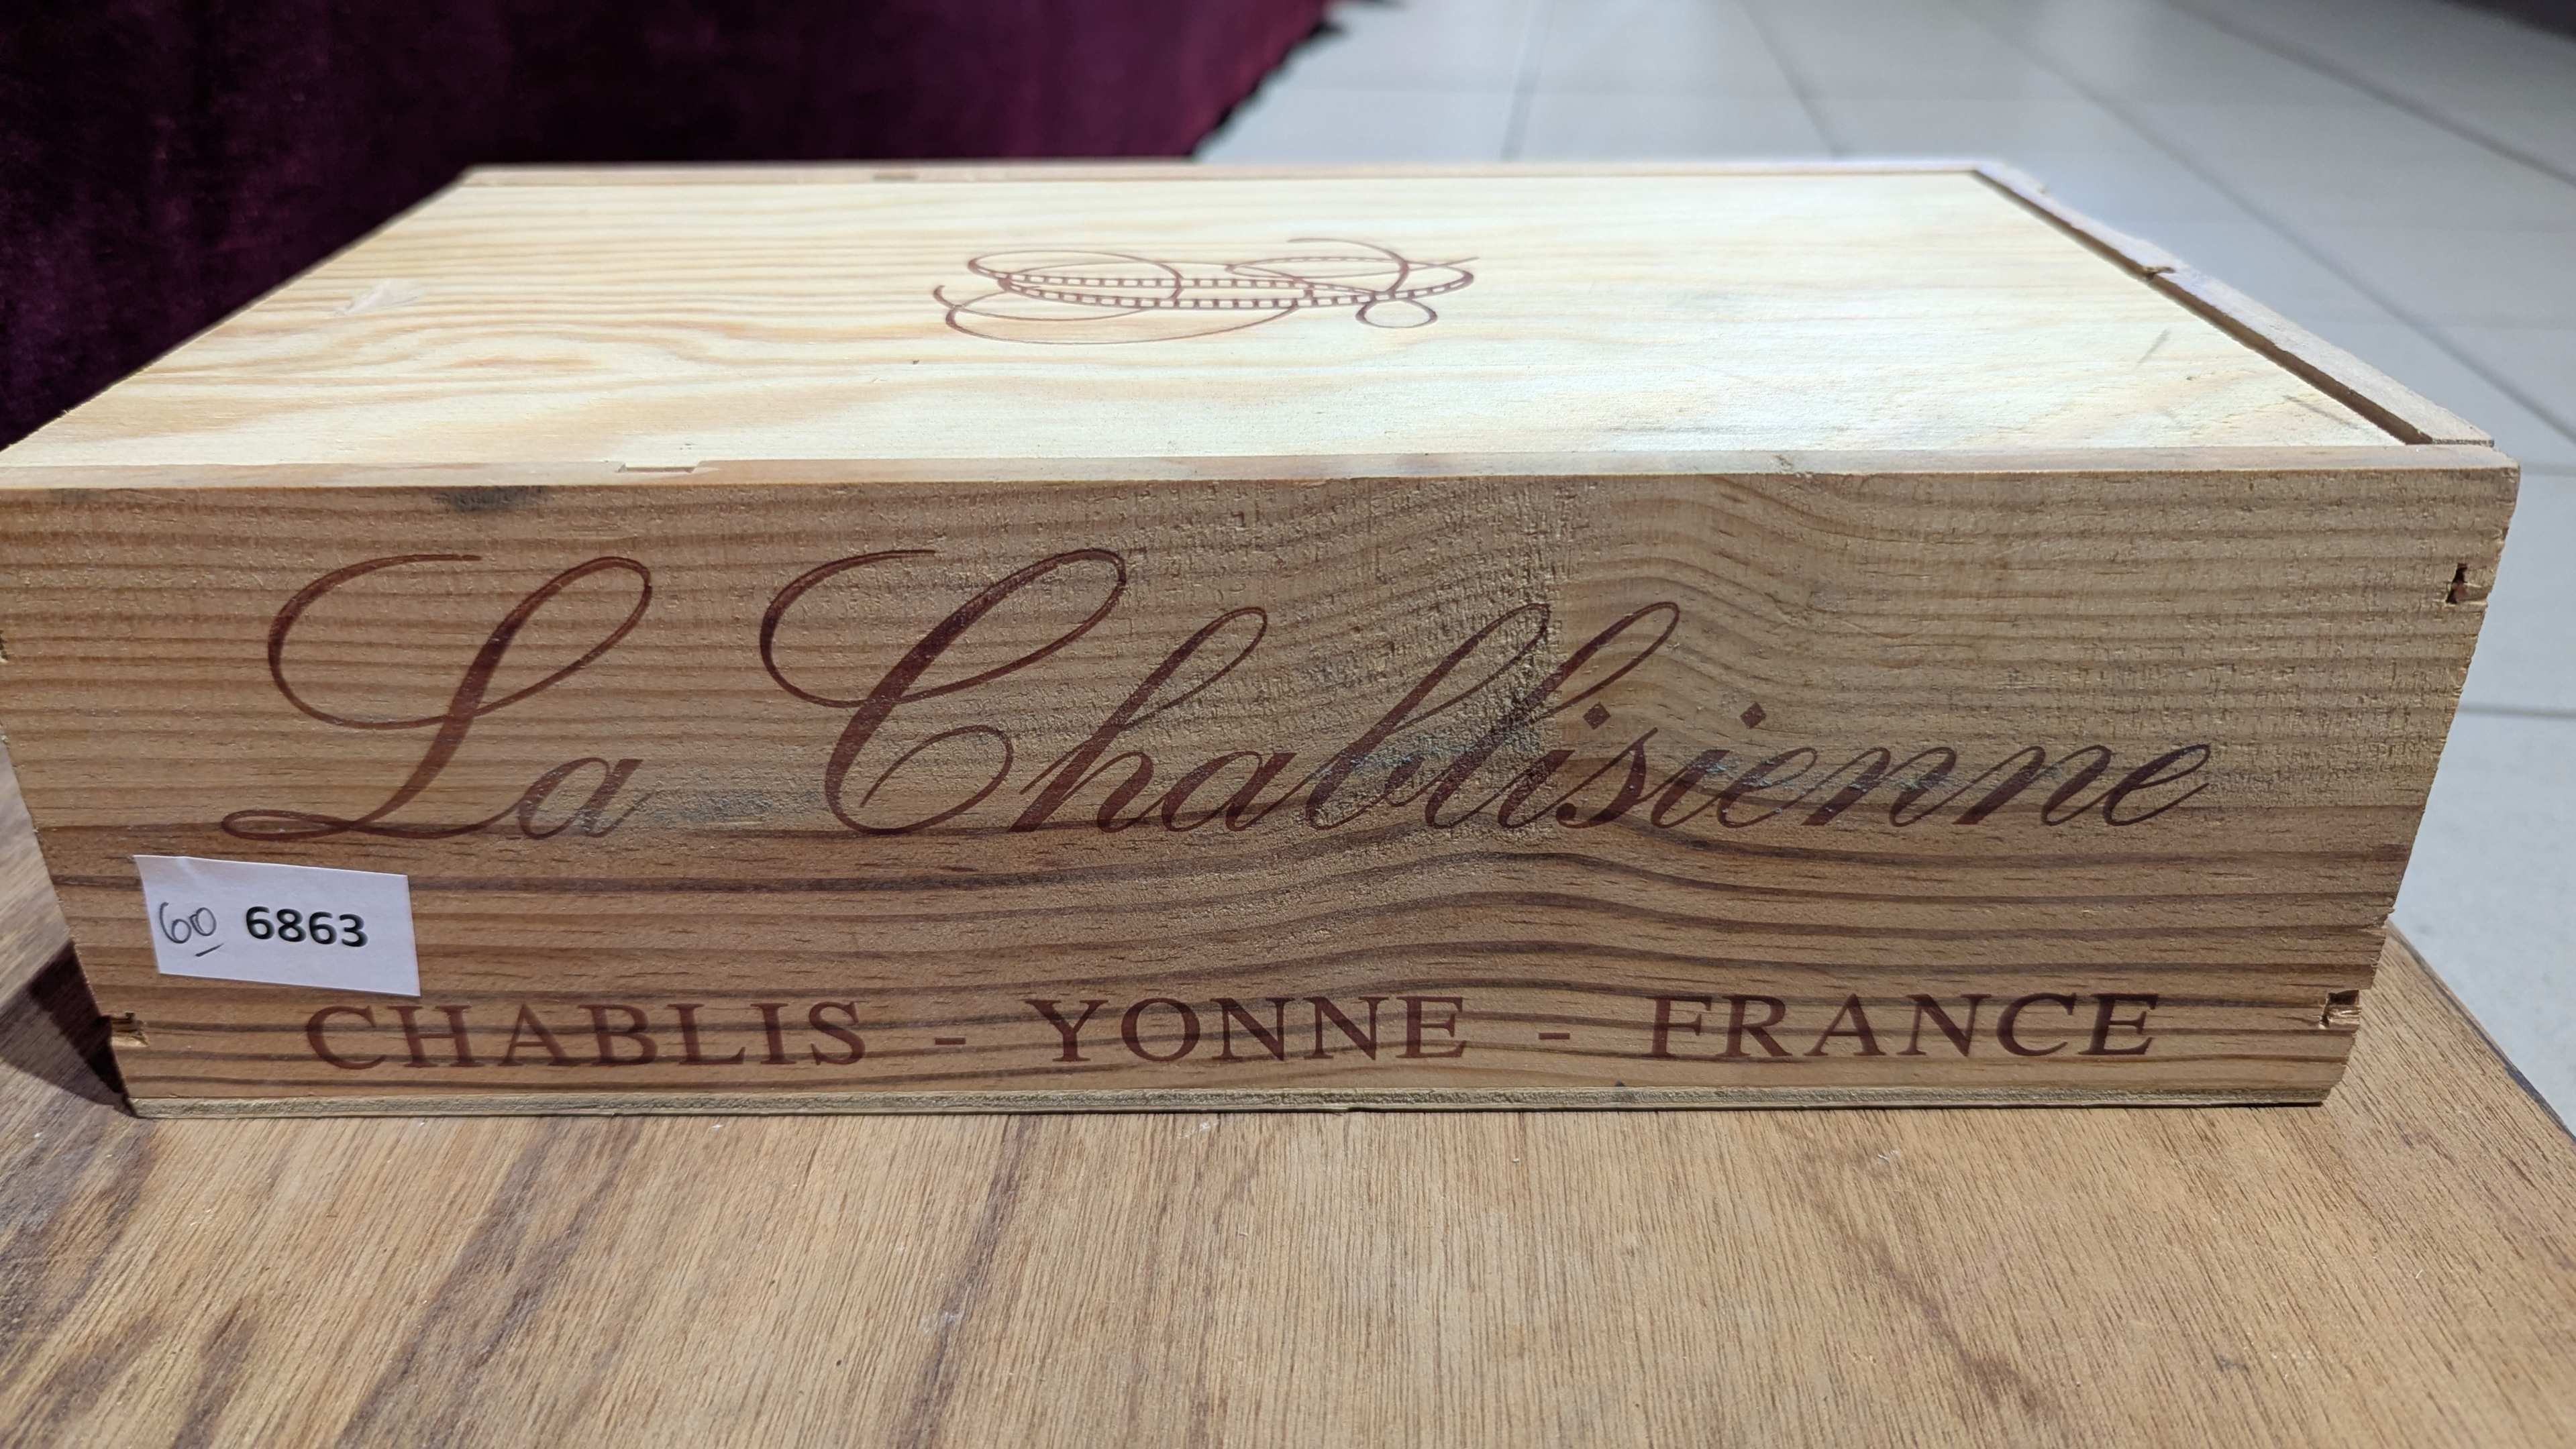 La Chablisienne
60 6863
CHABLIS - YONNE - FRANCE